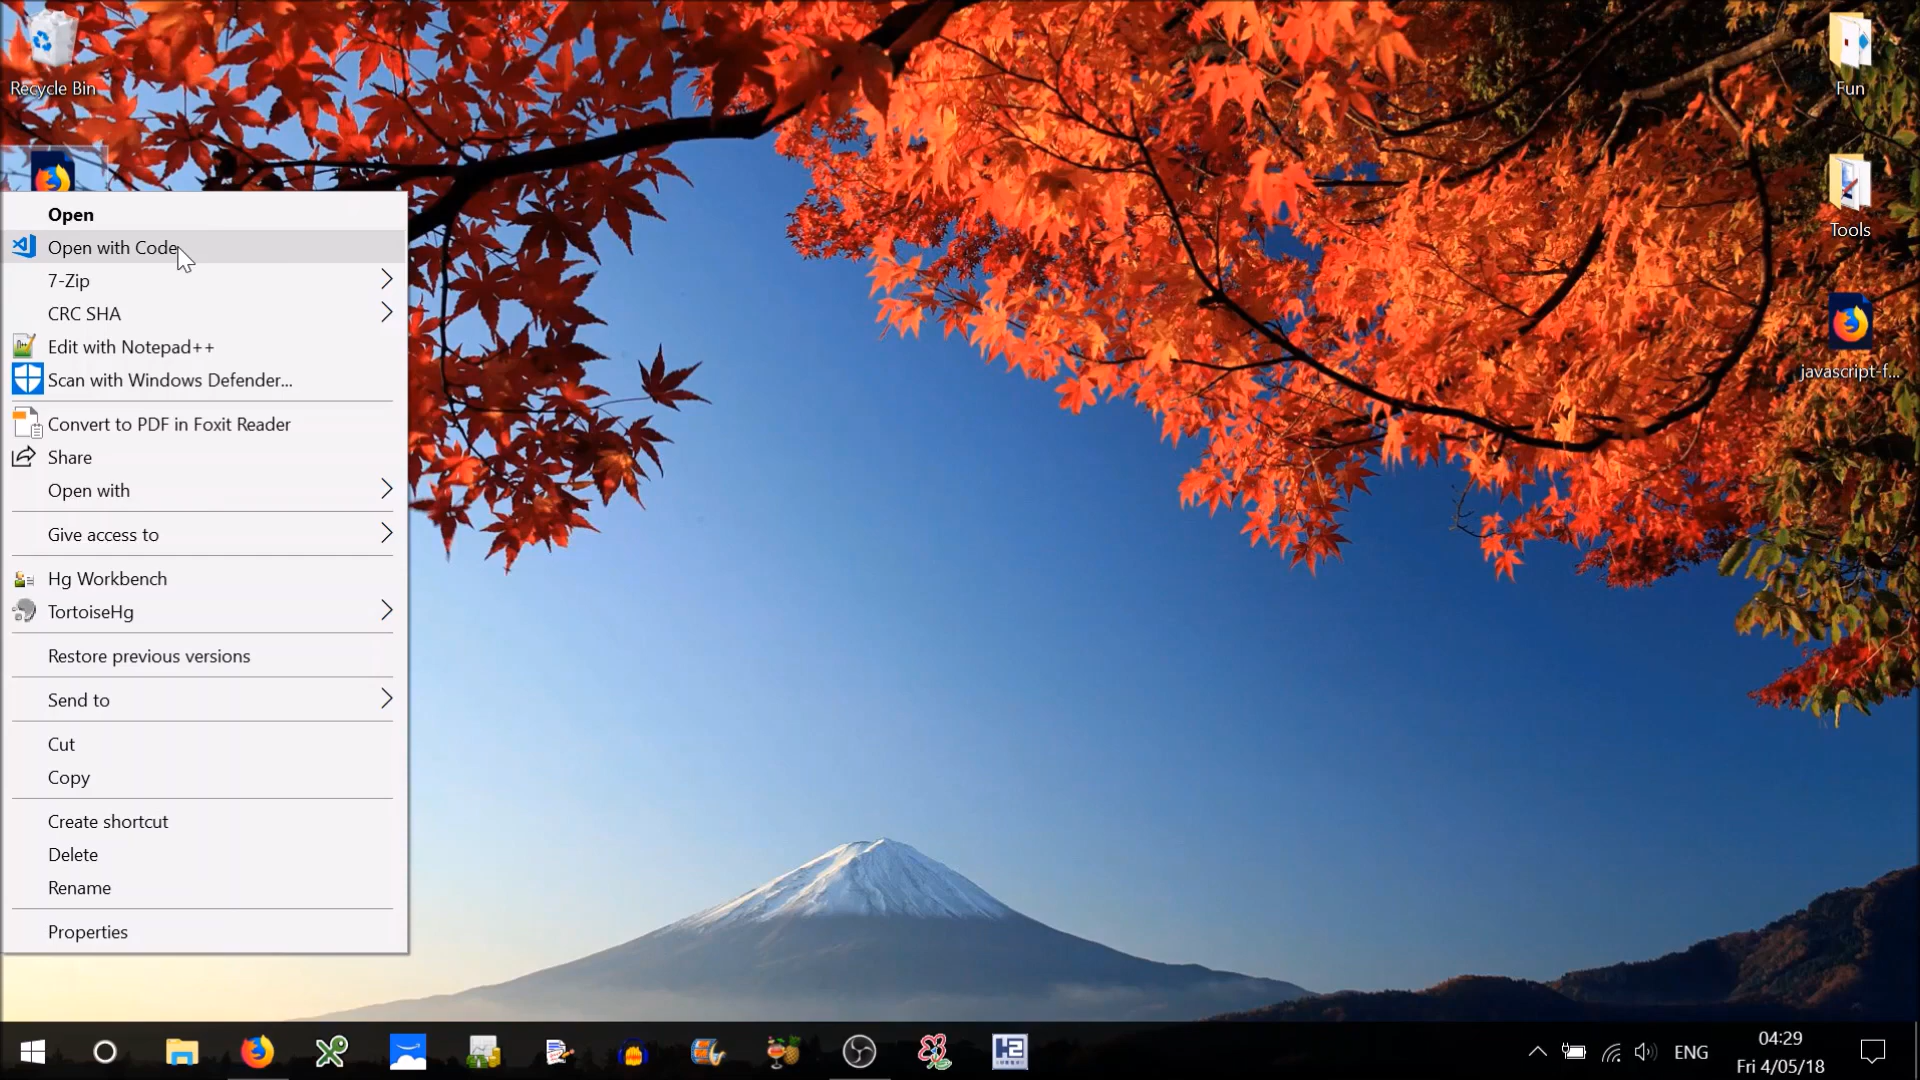 Recycle Bin
Fun
Tools
javascript-f...
Open
Open with Code
7-Zip
CRC SHA
Edit with Notepad++
Scan with Windows Defender...
Convert to PDF in Foxit Reader
Share
Open with
Give access to
Hg Workbench
TortoiseHg
Restore previous versions
Send to
Cut
Copy
Create shortcut
Delete
Rename
Properties
ENG
04:29
Fri 4/05/18